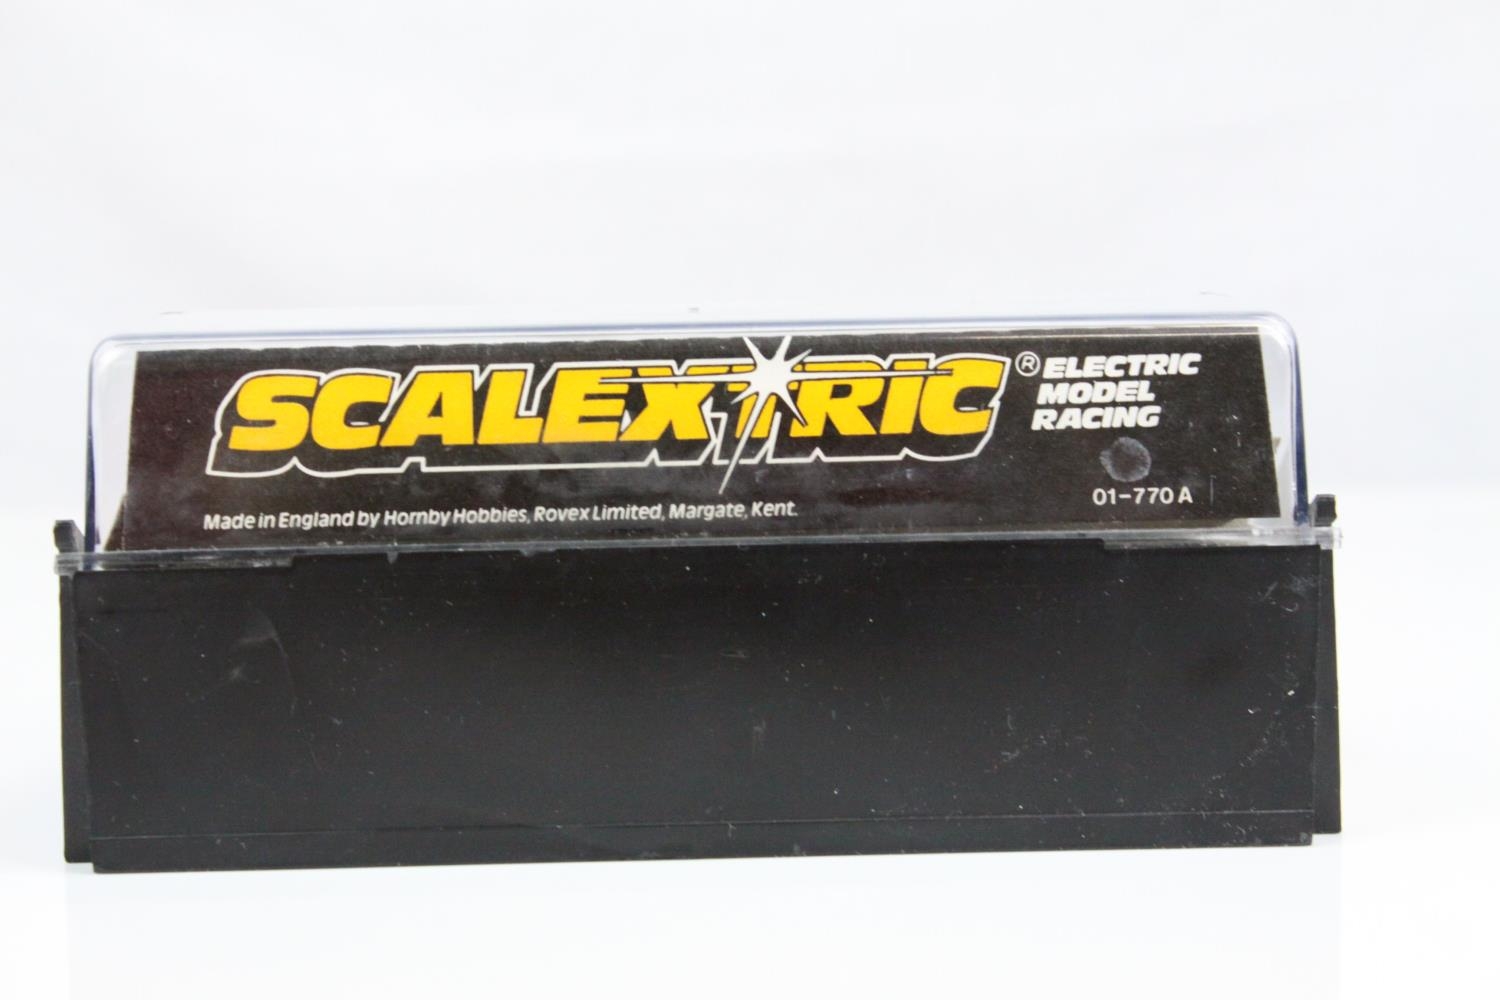 SCALEXTRIC ®
ELECTRIC
MODEL
RACING
01-770 A
Made in England by Hornby Hobbies, Rovex Limited, Margate, Kent.